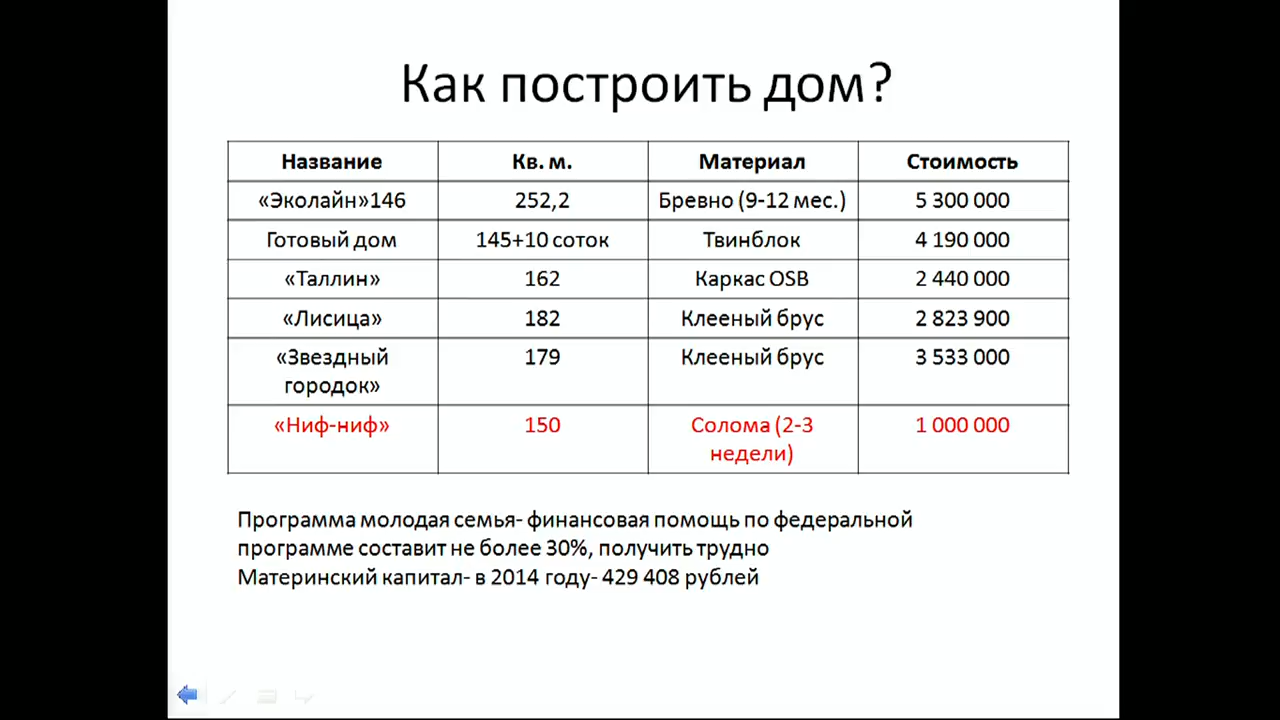 Как построить дом?
Название Кв. м. Материал Стоимость
«Эколайн»146 252,2 Бревно (9-12 мес.) 5 300 000
Готовый дом 145+10 соток Твинблок 4 190 000
«Таллин» 162 Каркас OSB 2 440 000
«Лисица» 182 Клееный брус 2 823 900
«Звездный 179 Клееный брус 3 533 000
городок»
«Ниф-ниф» 150 Солома (2-3 1 000 000
недели)
Программа молодая семья- финансовая помощь по федеральной
программе составит не более 30%, получить трудно
Материнский капитал- в 2014 году- 429 408 рублей